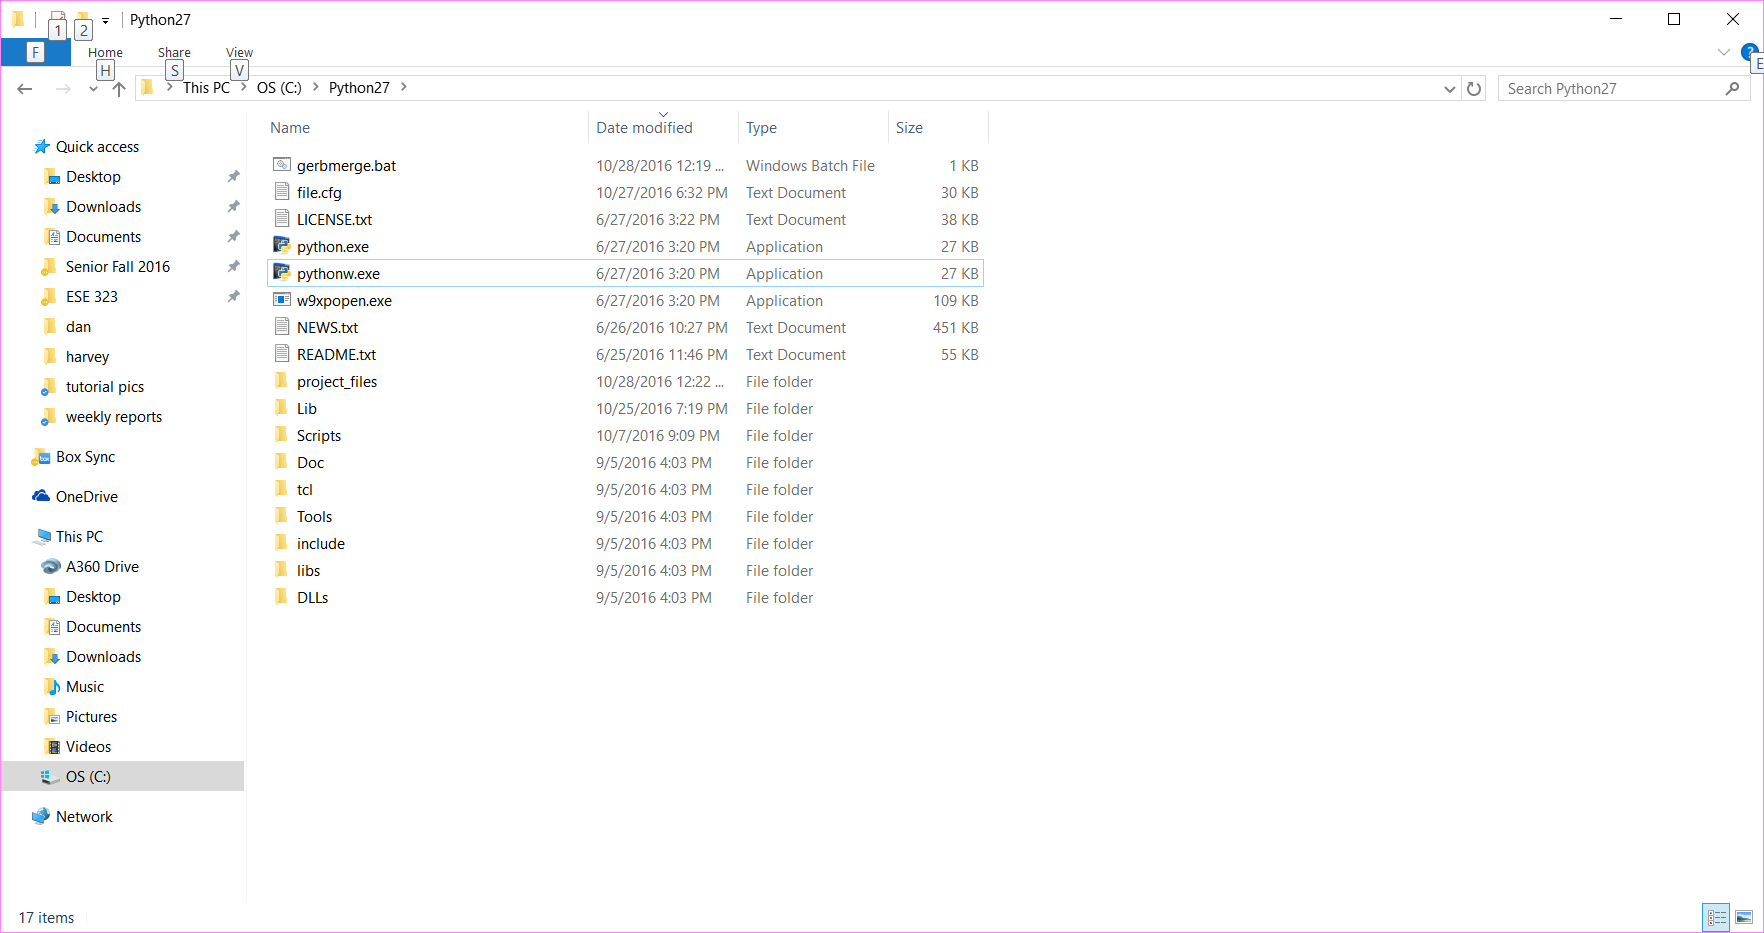 1 2 Python27
F Home Share View
H S V E
This PC OS (C:) Python27 Search Python27
Name Date modified Type Size
Quick access
Desktop
Downloads
Documents
Senior Fall 2016
ESE 323
dan
harvey
tutorial pics
weekly reports
Box Sync
OneDrive
This PC
A360 Drive
Desktop
Documents
Downloads
Music
Pictures
Videos
OS (C:)
Network
gerbmerge.bat 10/28/2016 12:19 ... Windows Batch File 1 KB
file.cfg 10/27/2016 6:32 PM Text Document 30 KB
LICENSE.txt 6/27/2016 3:22 PM Text Document 38 KB
python.exe 6/27/2016 3:20 PM Application 27 KB
pythonw.exe 6/27/2016 3:20 PM Application 27 KB
w9xpopen.exe 6/27/2016 3:20 PM Application 109 KB
NEWS.txt 6/26/2016 10:27 PM Text Document 451 KB
README.txt 6/25/2016 11:46 PM Text Document 55 KB
project_files 10/28/2016 12:22 ... File folder
Lib 10/25/2016 7:19 PM File folder
Scripts 10/7/2016 9:09 PM File folder
Doc 9/5/2016 4:03 PM File folder
tcl 9/5/2016 4:03 PM File folder
Tools 9/5/2016 4:03 PM File folder
include 9/5/2016 4:03 PM File folder
libs 9/5/2016 4:03 PM File folder
DLLs 9/5/2016 4:03 PM File folder
17 items